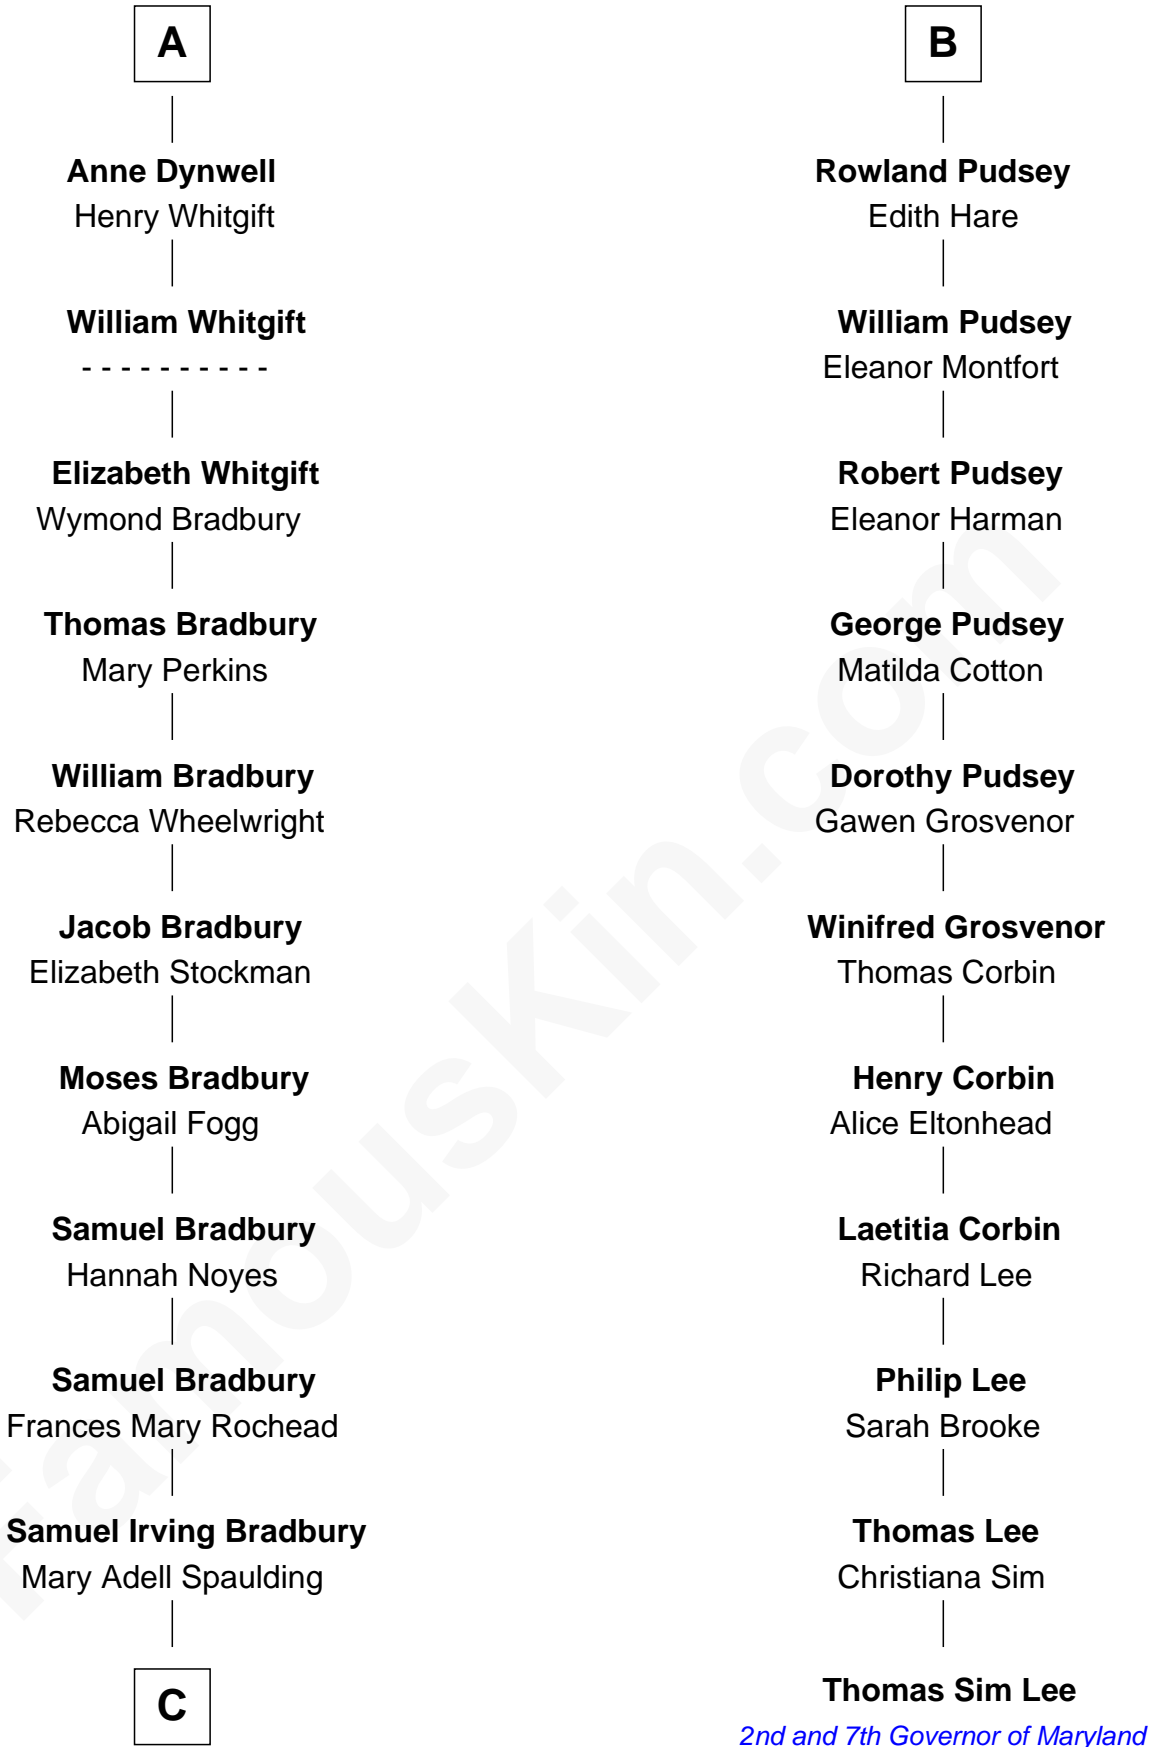 A
Anne Dynwell
Henry Whitgift
William Whitgift
- - - - - - - - - -
Elizabeth Whitgift
Wymond Bradbury
Thomas Bradbury
Mary Perkins
William Bradbury
Rebecca Wheelwright
Jacob Bradbury
Elizabeth Stockman
Moses Bradbury
Abigail Fogg
Samuel Bradbury
Hannah Noyes
Samuel Bradbury
Frances Mary Rochead
Samuel Irving Bradbury
Mary Adell Spaulding
C
B
Rowland Pudsey
Edith Hare
William Pudsey
Eleanor Montfort
Robert Pudsey
Eleanor Harman
George Pudsey
Matilda Cotton
Dorothy Pudsey
Gawen Grosvenor
Winifred Grosvenor
Thomas Corbin
Henry Corbin
Alice Eltonhead
Laetitia Corbin
Richard Lee
Philip Lee
Sarah Brooke
Thomas Lee
Christiana Sim
Thomas Sim Lee
2nd and 7th Governor of Maryland
FamousKin.com